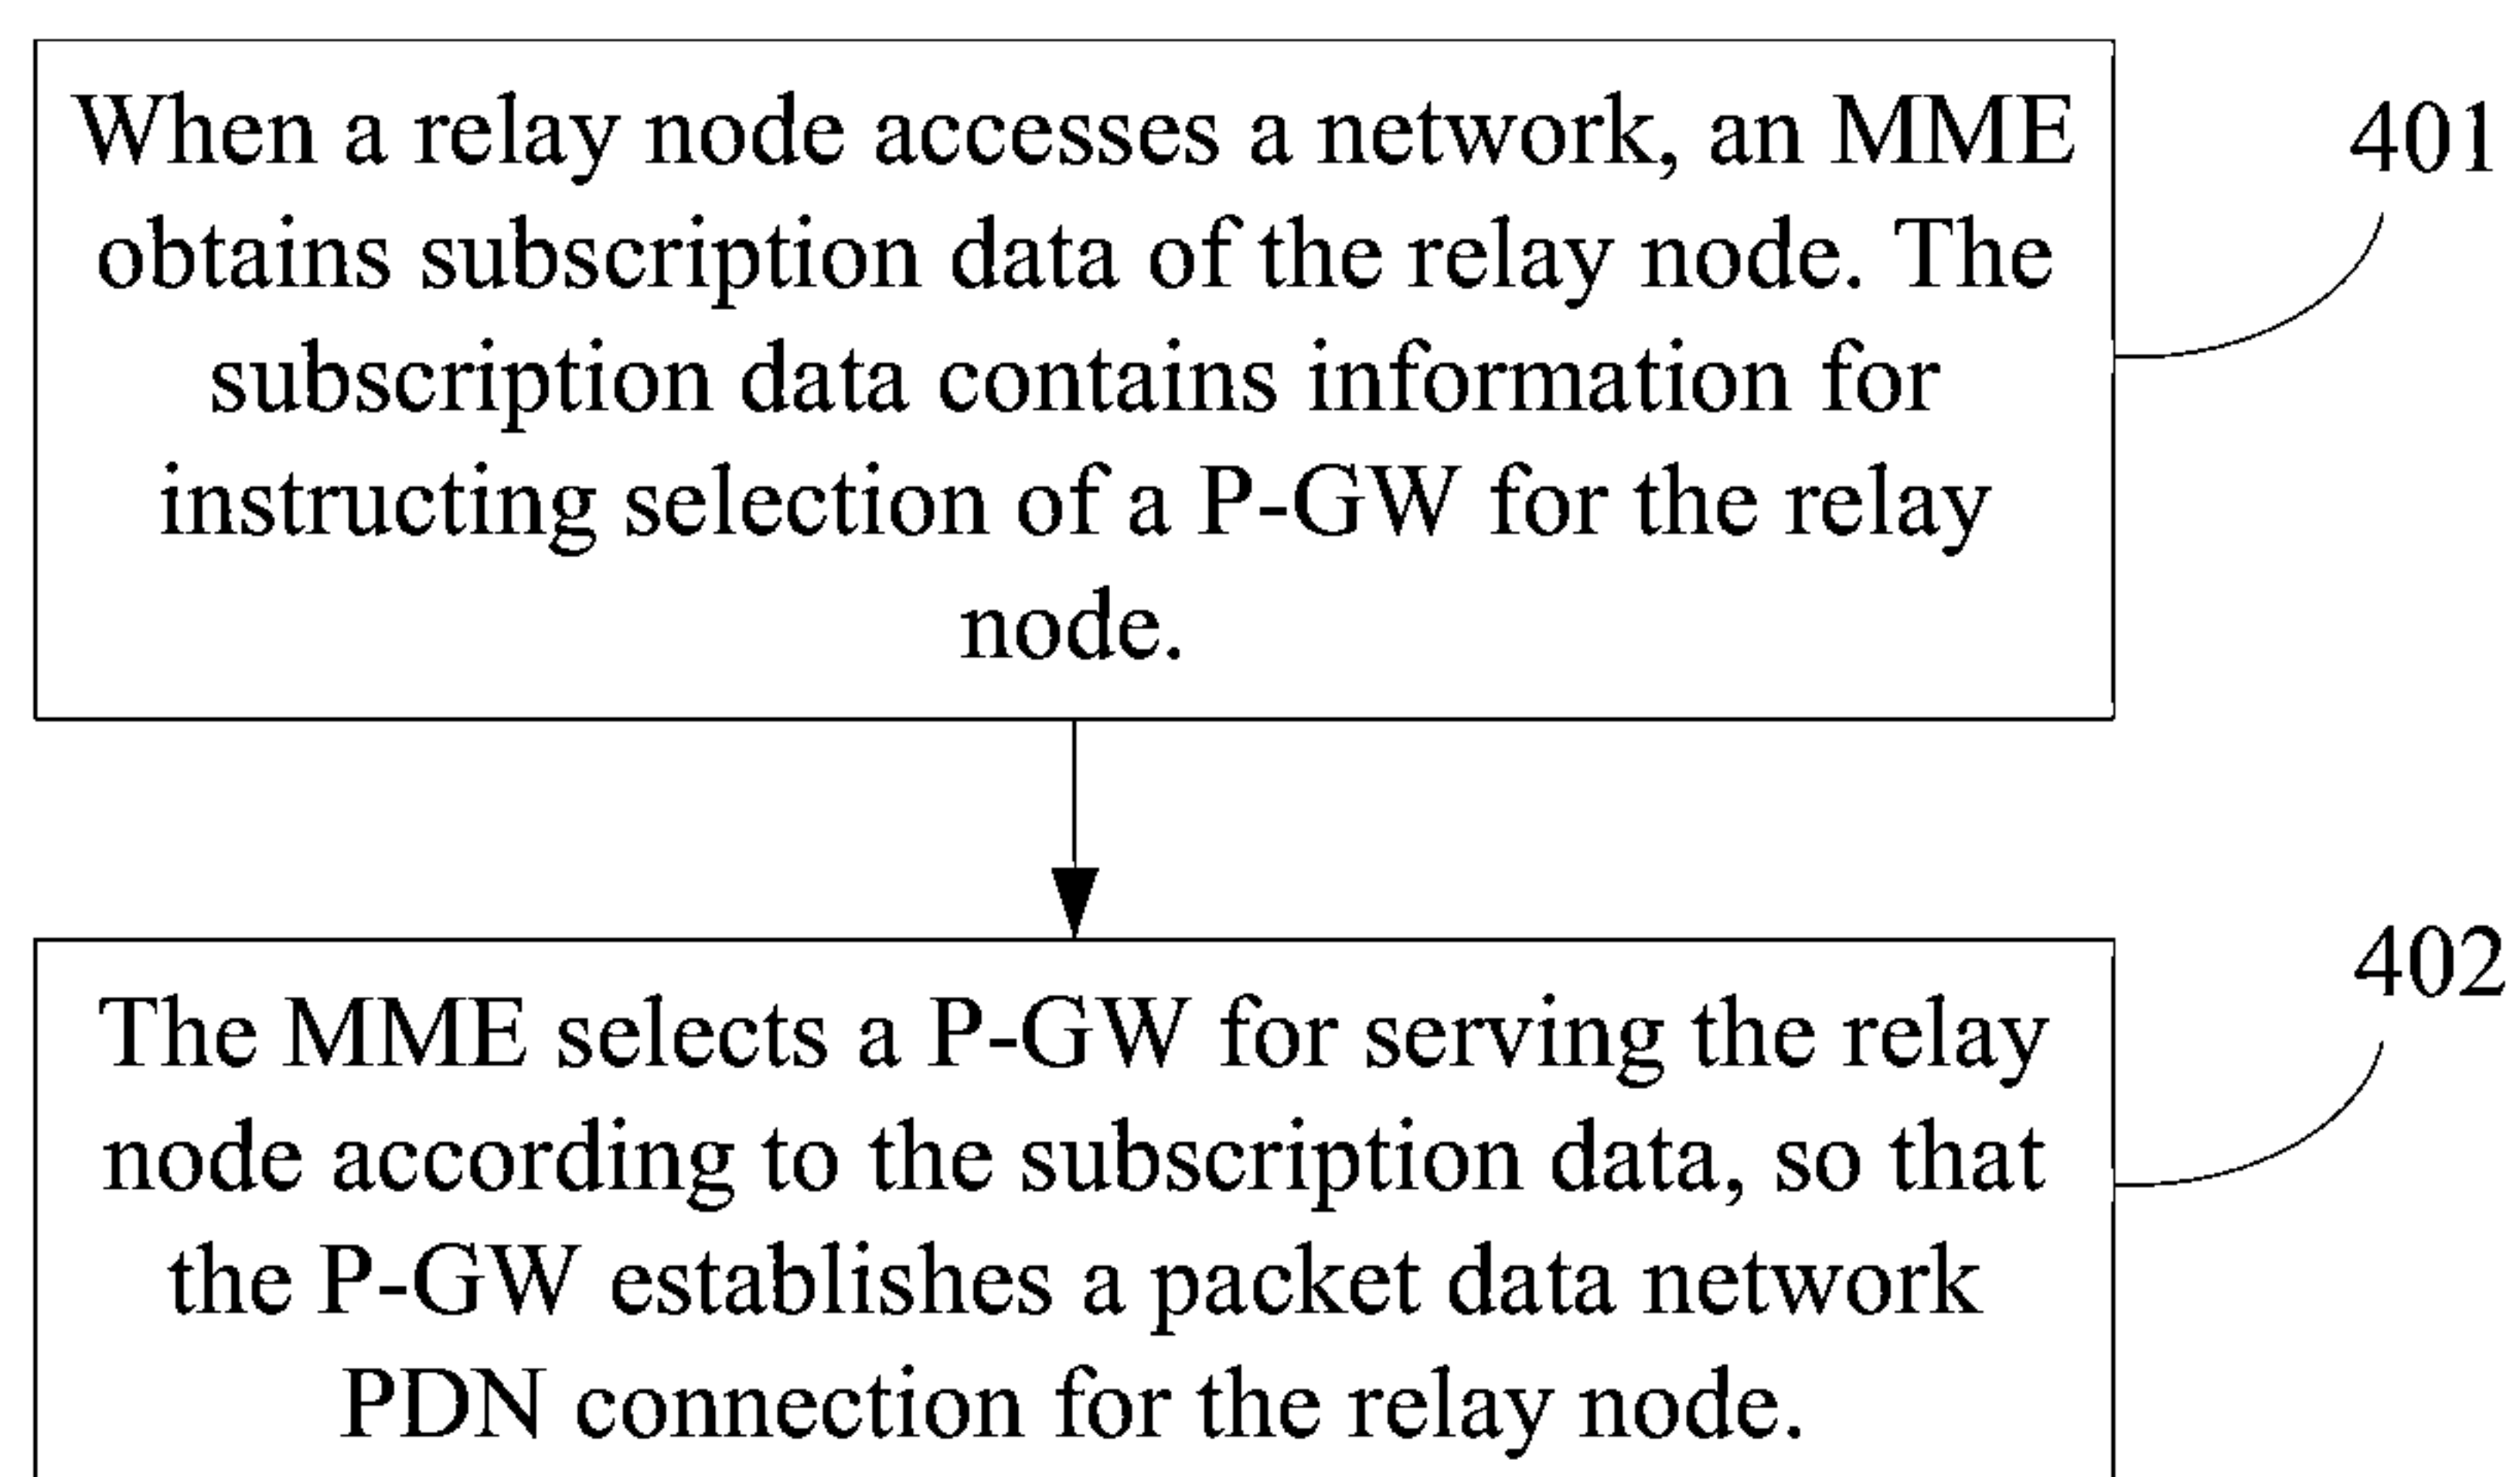 When a relay node accesses a network, an MME
obtains subscription data of the relay node. The
subscription data contains information for
instructing selection of a P-GW for the relay
node.
401
The MME selects a P-GW for serving the relay
node according to the subscription data, so that
the P-GW establishes a packet data network
PDN connection for the relay node.
402